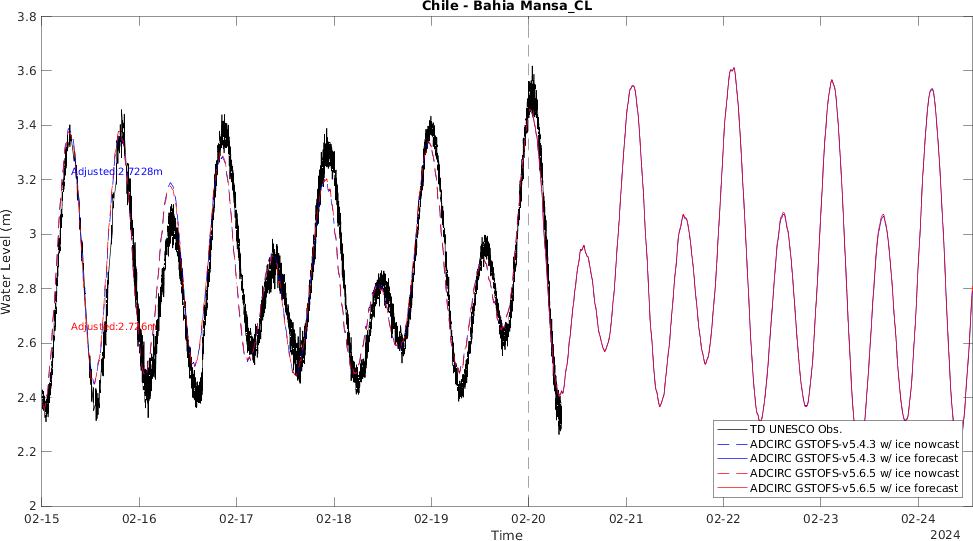 Chile - Bahia Mansa_CL
3.8
3.6
3.4
3.2
3
2.8
2.6
2.4
2.2
2
Water Level (m)
Adjusted:2.7228m
Adjusted:2.726m
TD UNESCO Obs.
ADCIRC GSTOFS-v5.4.3 w/ ice nowcast
ADCIRC GSTOFS-v5.4.3 w/ ice forecast
ADCIRC GSTOFS-v5.6.5 w/ ice nowcast
ADCIRC GSTOFS-v5.6.5 w/ ice forecast
02-15 02-16 02-17 02-18 02-19 02-20 02-21 02-22 02-23 02-24
Time
2024